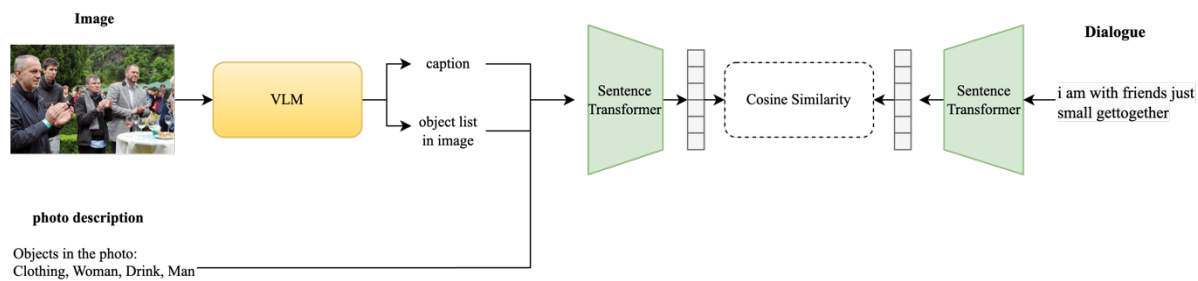 Image
VLM
caption
object list
in image
photo description
Objects in the photo:
Clothing, Woman, Drink, Man
Sentence
Transformer
Cosine Similarity
Sentence
Transformer
Dialogue
i am with friends just
small gettogether